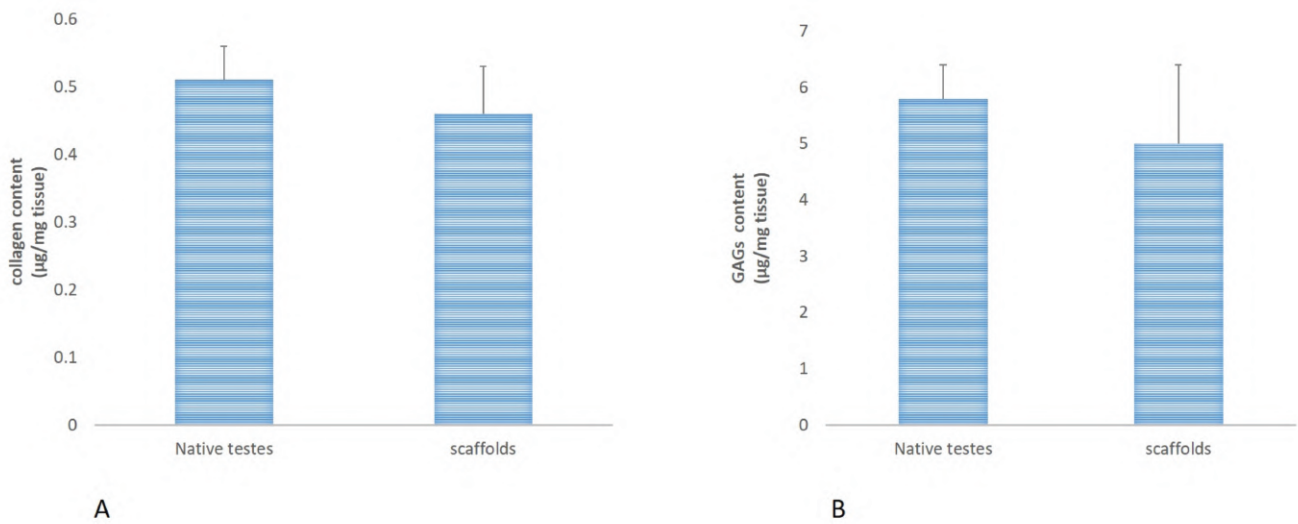 0.6
0.5
0.4
0.3
0.2
0.1
0
collagen content
(µg/mg tissue)
Native testes
scaffolds
A
7
6
5
4
3
2
1
0
GAGs content
(µg/mg tissue)
Native testes
scaffolds
B